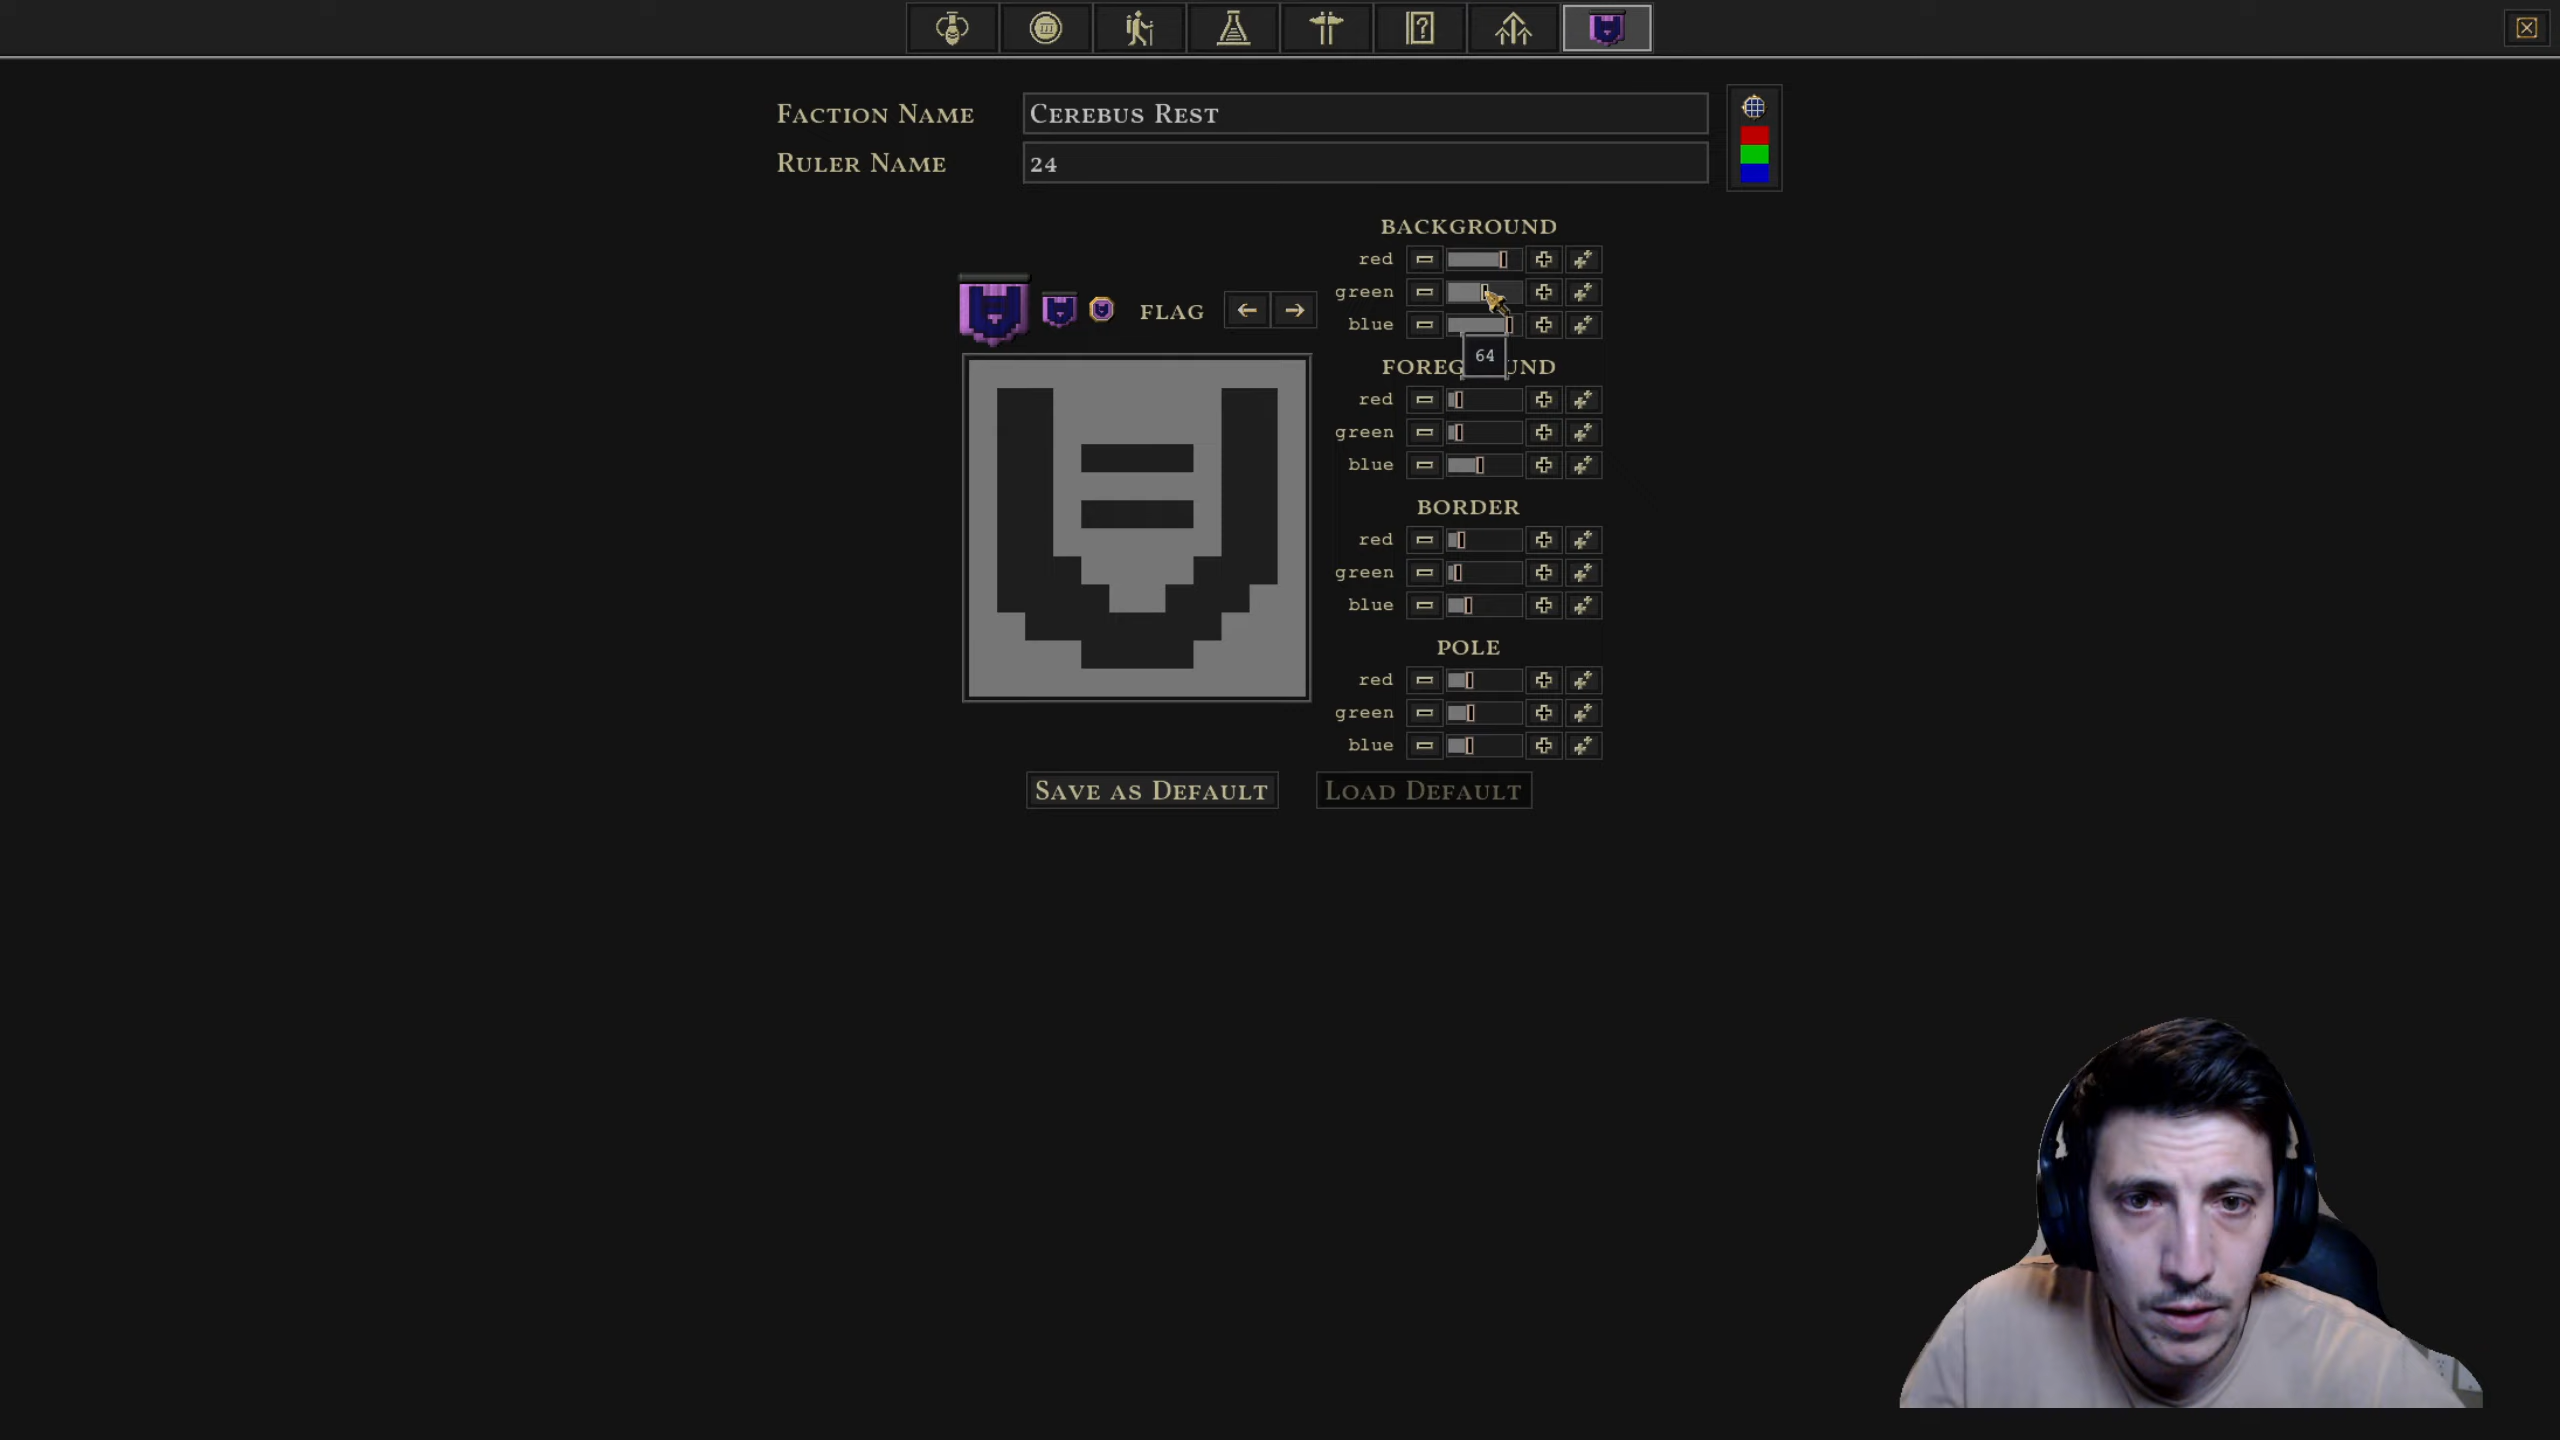 Faction Name
Cerebus Rest
Ruler Name
24
BACKGROUND
red
green
blue
64
FLAG
FOREG UND
red
green
blue
BORDER
red
green
blue
POLE
red
green
blue
Save as Default
Load Default